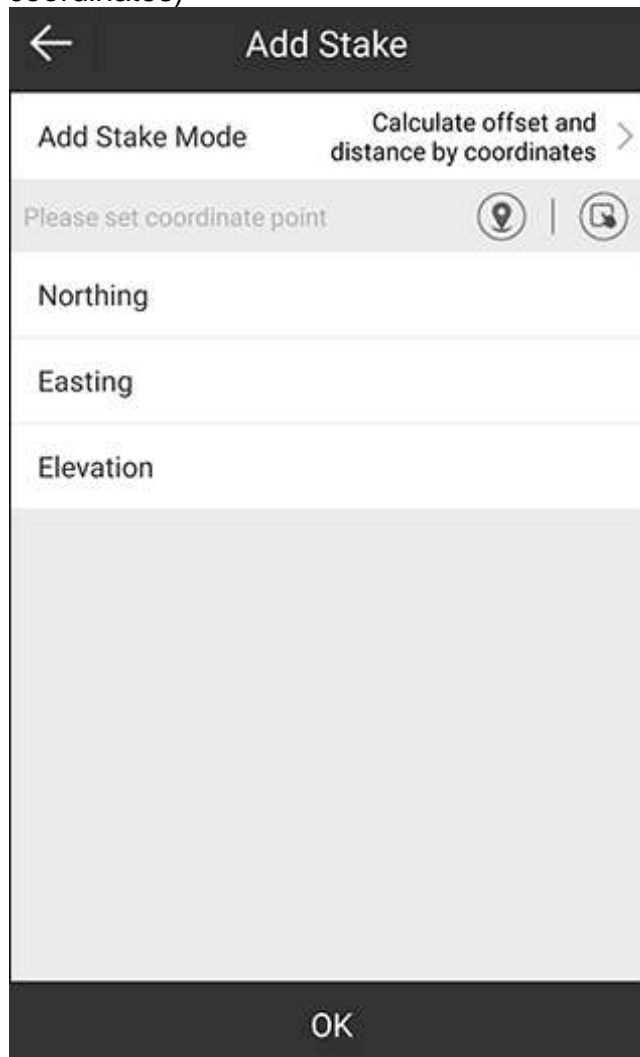 coordinates)
Add Stake
Add Stake Mode
Calculate offset and
distance by coordinates
Please set coordinate point
Northing
Easting
Elevation
OK